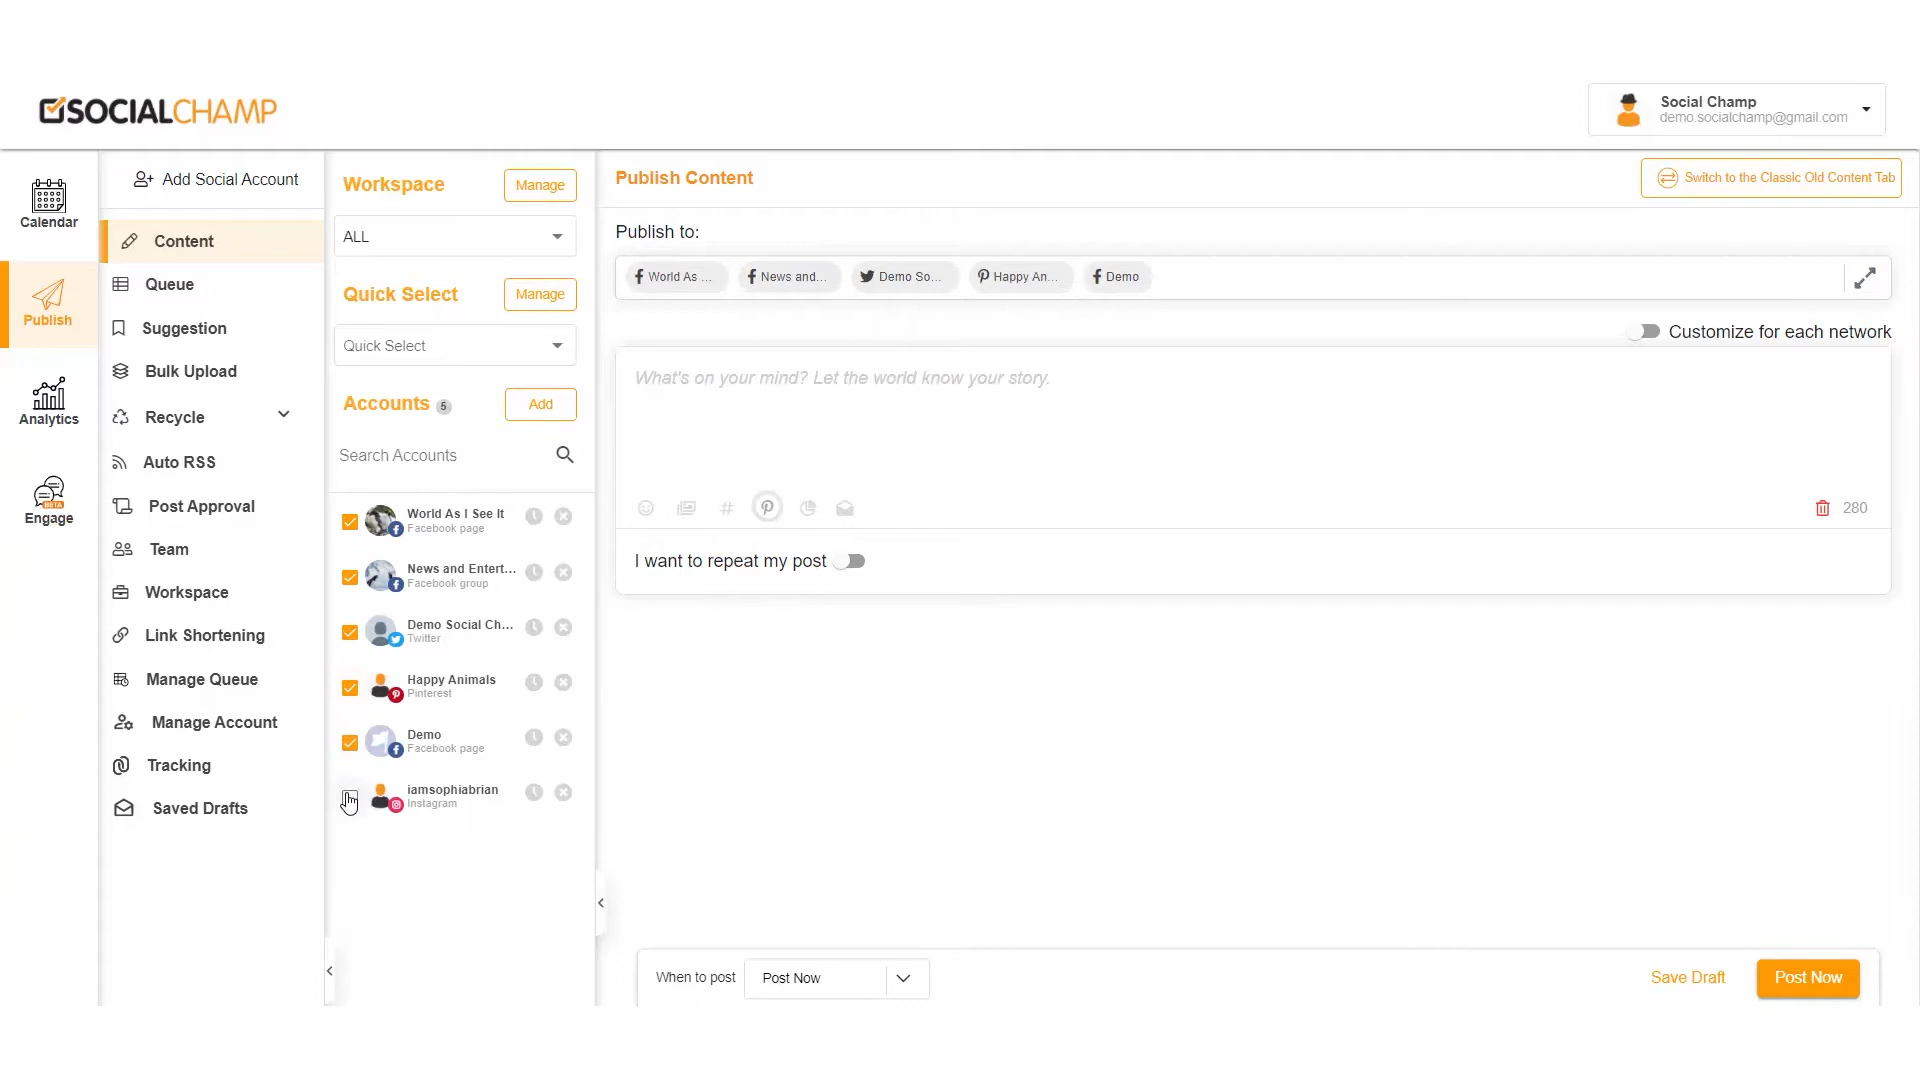 SOCIALCHAMP
Social Champ
demo.socialchamp@gmail.com
Calendar
Publish
Analytics
BETA
Engage
Add Social Account
Content
Queue
Suggestion
Bulk Upload
Recycle
Auto RSS
Post Approval
Team
Workspace
Link Shortening
Manage Queue
Manage Account
Tracking
Saved Drafts
Workspace
Manage
ALL
Quick Select
Manage
Quick Select
Accounts 5
Add
Search Accounts
World As I See It
Facebook page
News and Entert...
Facebook group
Demo Social Ch...
Twitter
Happy Animals
Pinterest
Demo
Facebook page
iamsophiabrian
Instagram
Publish Content
Switch to the Classic Old Content Tab
Publish to:
World As ...
News and...
Demo So...
Happy An...
Demo
Customize for each network
What's on your mind? Let the world know your story.
280
I want to repeat my post
When to post
Post Now
Save Draft
Post Now